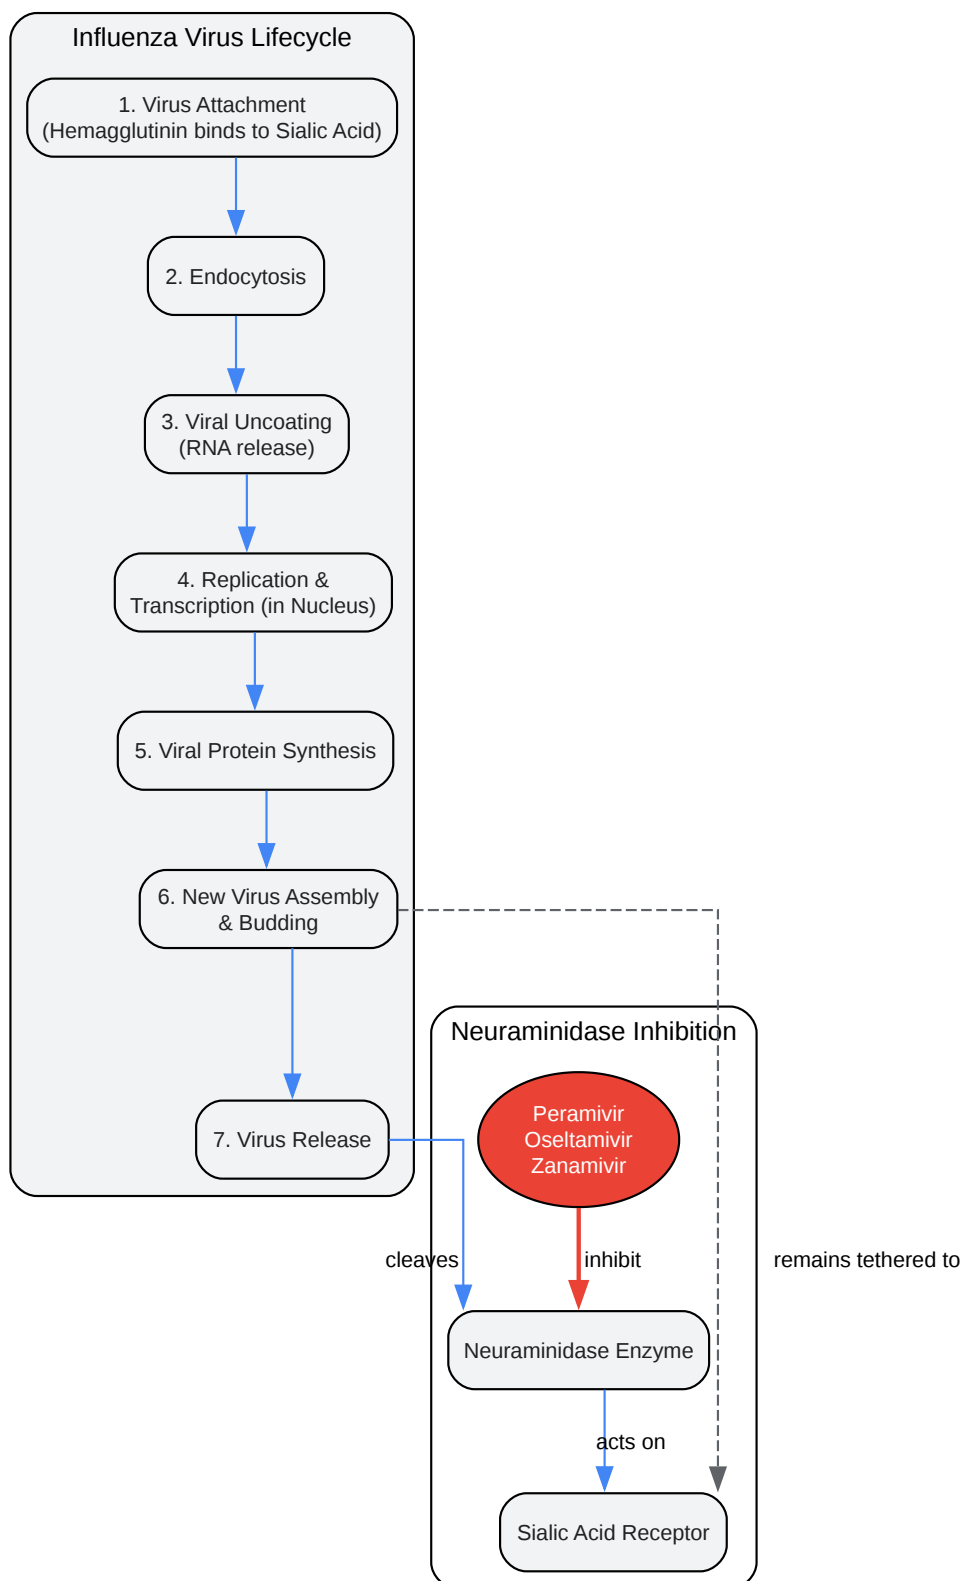 Influenza Virus Lifecycle
1. Virus Attachment
(Hemagglutinin binds to Sialic Acid)
2. Endocytosis
3. Viral Uncoating
(RNA release)
4. Replication &
Transcription (in Nucleus)
5. Viral Protein Synthesis
6. New Virus Assembly
& Budding
7. Virus Release
Neuraminidase Inhibition
Peramivir
Oseltamivir
Zanamivir
cleaves
inhibit
remains tethered to
Neuraminidase Enzyme
acts on
Sialic Acid Receptor